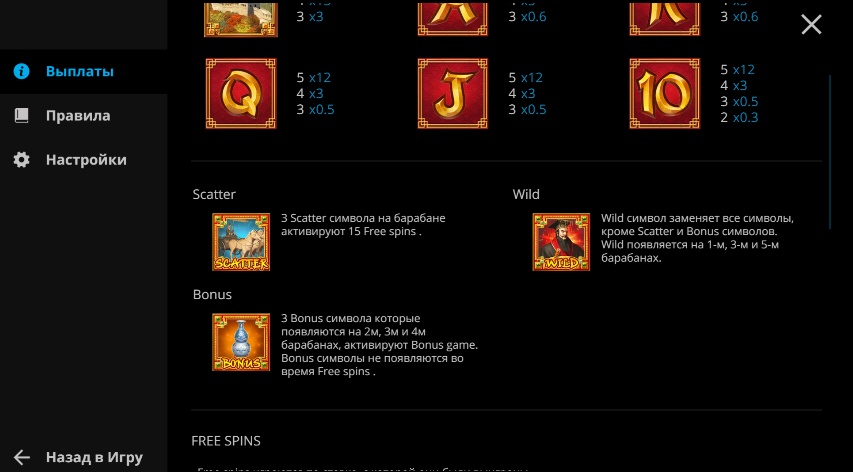 3 x3
3 x0.6
3 x0.6
Выплаты
Правила
Настройки
Q
5 x12
4 x3
3 x0.5
J
5 x12
4 x3
3 x0.5
10
5 x12
4 x3
3 x0.5
2 x0.3
Scatter
SCATTER
3 Scatter символа на барабане
активируют 15 Free spins .
Wild
WILD
Wild символ заменяет все символы,
кроме Scatter и Bonus символов.
Wild появляется на 1-м, 3-м и 5-м
барабанах.
Bonus
BONUS
3 Bonus символа которые
появляются на 2м, 3м и 4м
барабанах, активируют Bonus game.
Bonus символы не появляются во
время Free spins .
FREE SPINS
Назад в Игру